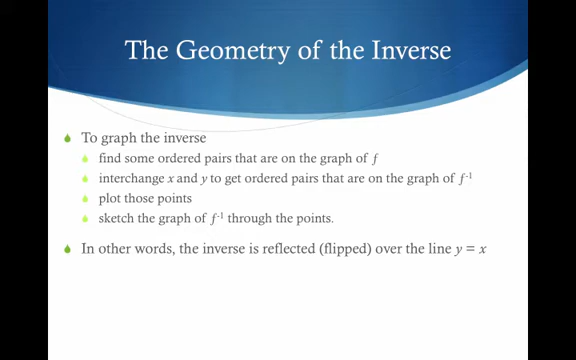 The Geometry of the Inverse
To graph the inverse
find some ordered pairs that are on the graph of f
interchange x and y to get ordered pairs that are on the graph of f⁻¹
plot those points
sketch the graph of f⁻¹ through the points.
In other words, the inverse is reflected (flipped) over the line y = x